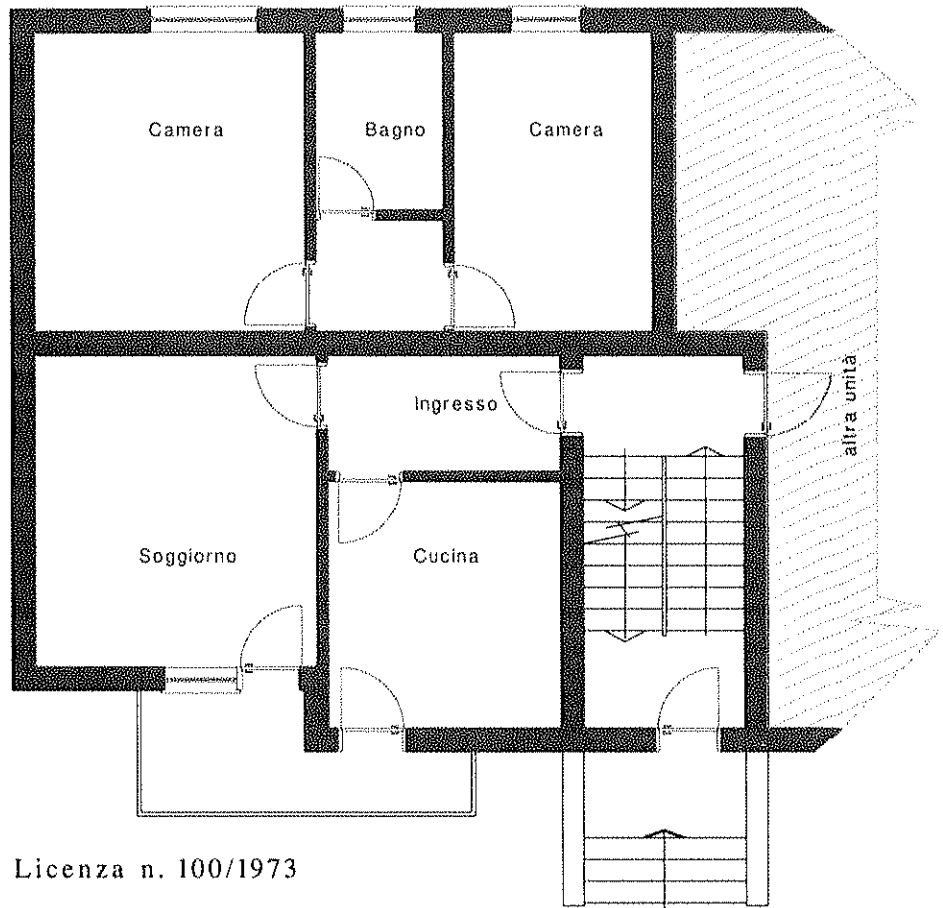 Camera
Bagno
Camera
Ingresso
altra unità
Soggiorno
Cucina
Licenza n. 100/1973